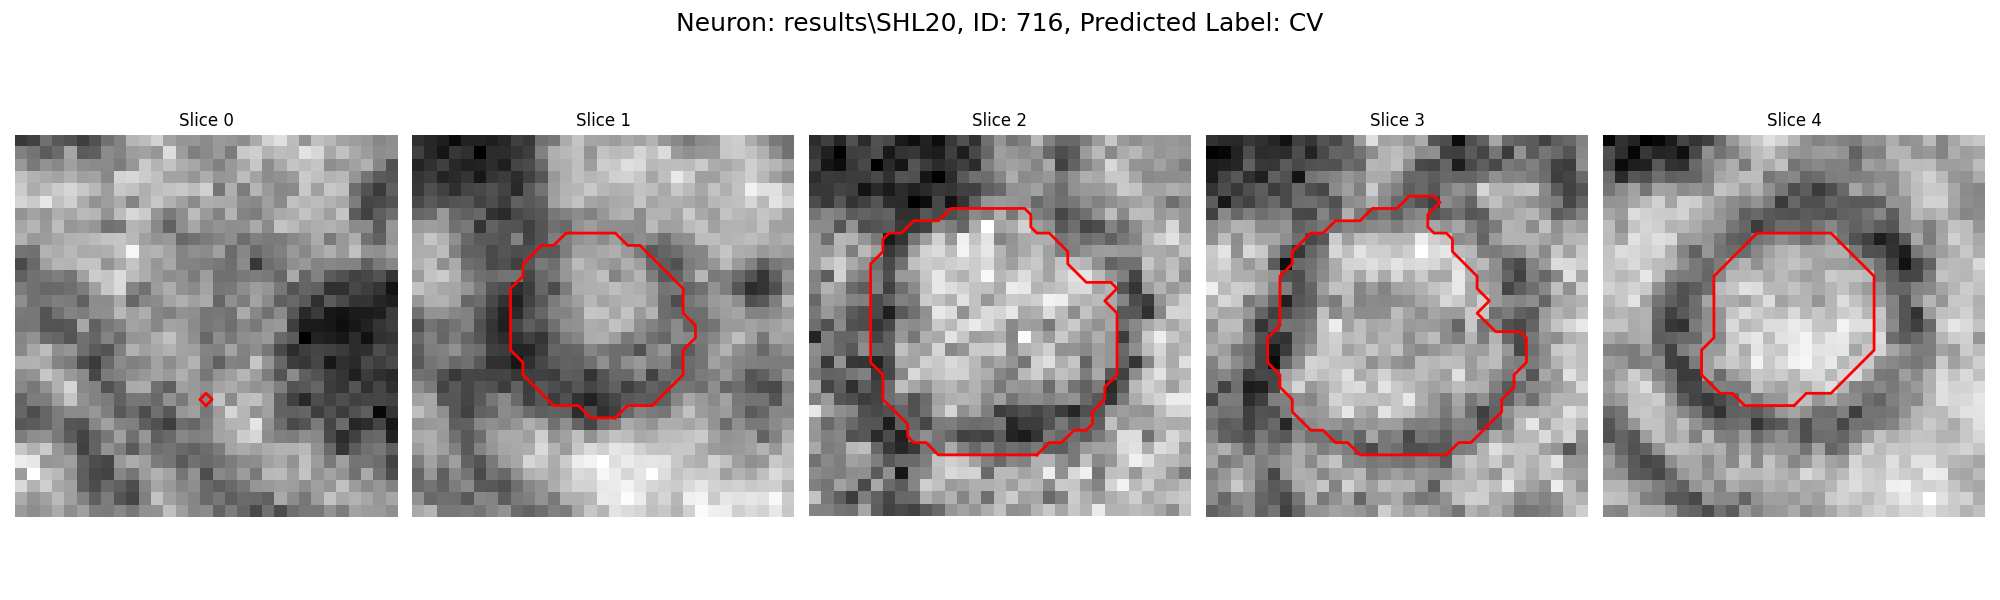 Neuron: results\SHL20, ID: 716, Predicted Label: CV
Slice 0
Slice 1
Slice 2
Slice 3
Slice 4